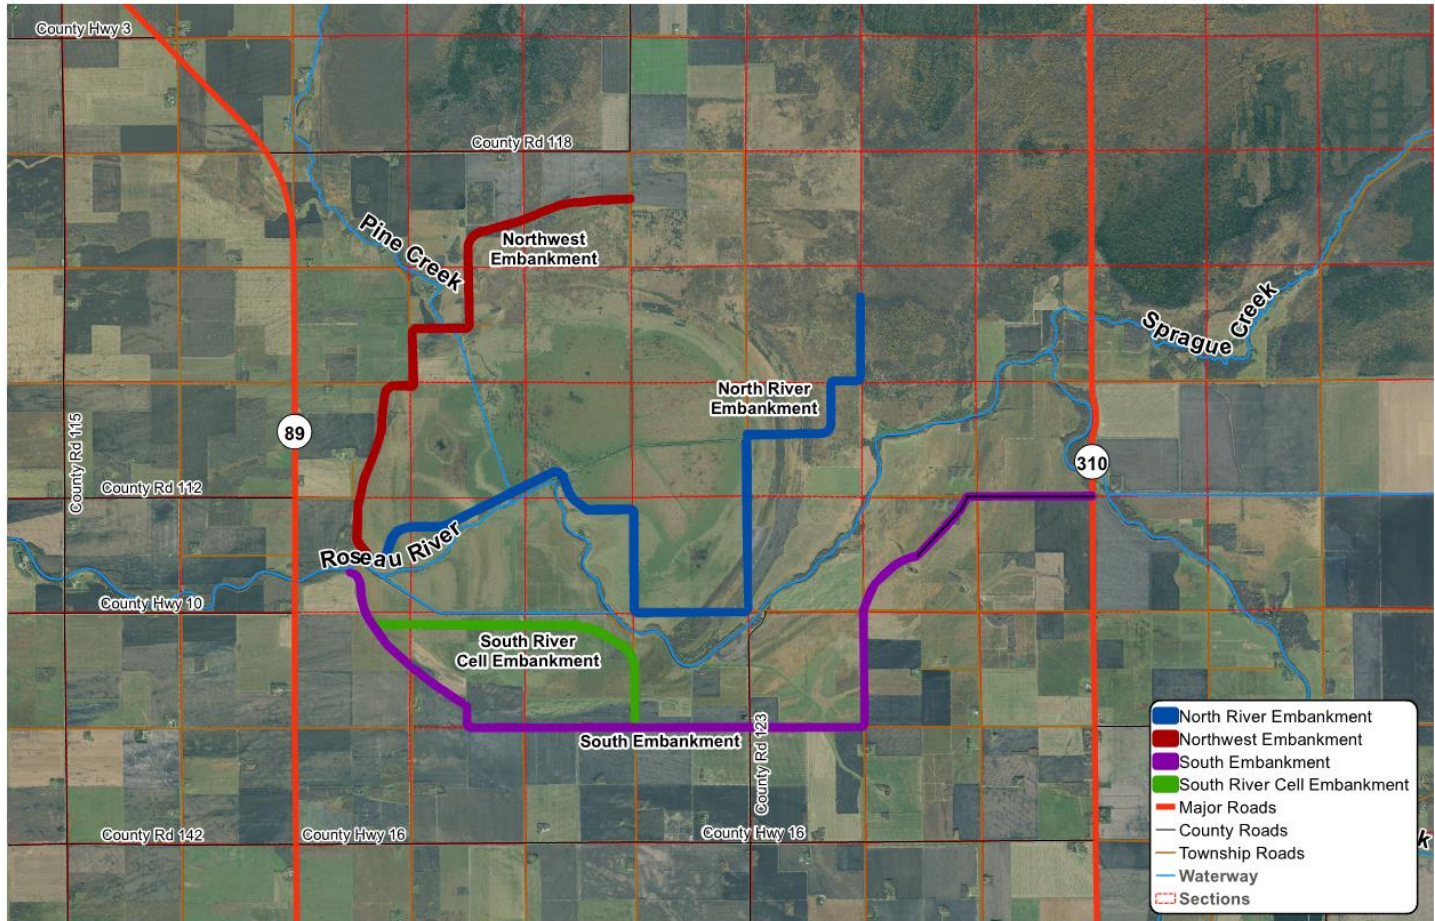 County Hwy 3
County Rd 118
Pine Creek
Northwest
Embankment
Sprague Creek
North River
Embankment
89
County Rd 115
310
County Rd 112
Roseau River
County Hwy 10
South River
Cell Embankment
South Embankment
County Rd 123
County Rd 142
County Hwy 16
County Hwy 16
k
North River Embankment
Northwest Embankment
South Embankment
South River Cell Embankment
Major Roads
County Roads
Township Roads
Waterway
Sections